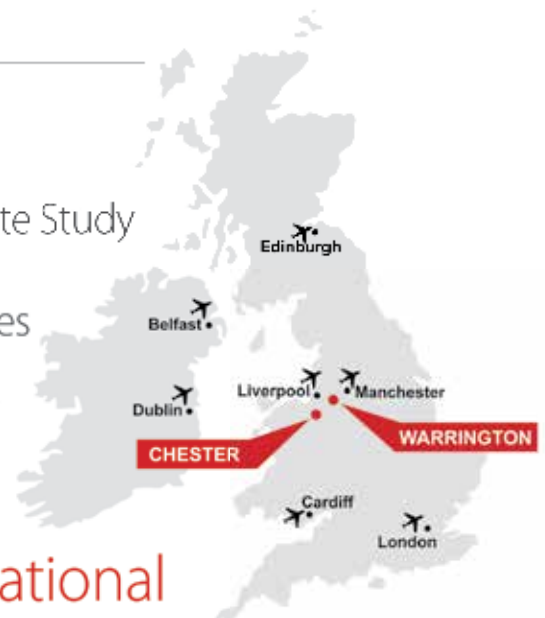 te Study
Edinburgh
es
Belfast
Liverpool
Manchester
Dublin
WARRINGTON
CHESTER
Cardiff
London
ational